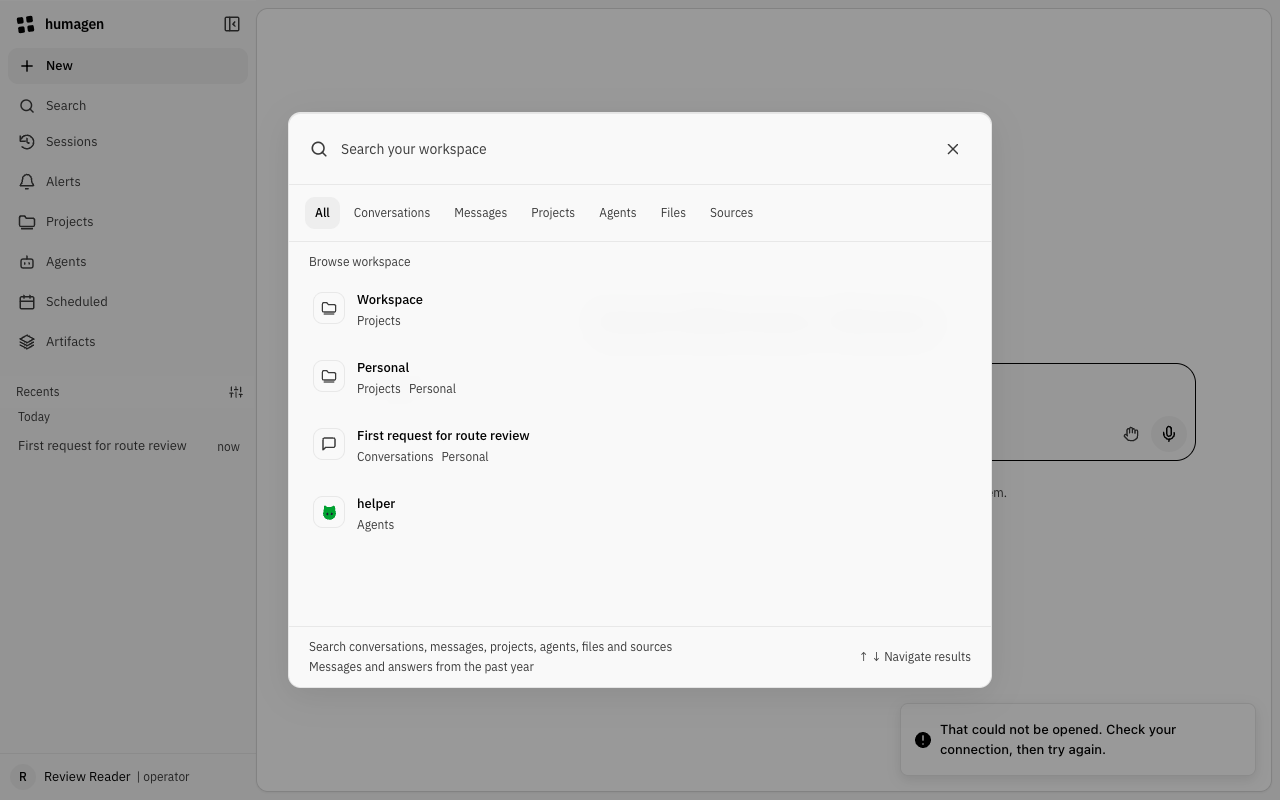 humagen
New
Search
Sessions
Alerts
Projects
Agents
Scheduled
Artifacts
Recents
Today
First request for route review now
R Review Reader | operator
Search your workspace
All Conversations Messages Projects Agents Files Sources
Browse workspace
Workspace
Projects
Personal
Projects Personal
First request for route review
Conversations Personal
helper
Agents
Search conversations, messages, projects, agents, files and sources
Messages and answers from the past year
↑ ↓ Navigate results
em.
That could not be opened. Check your
connection, then try again.